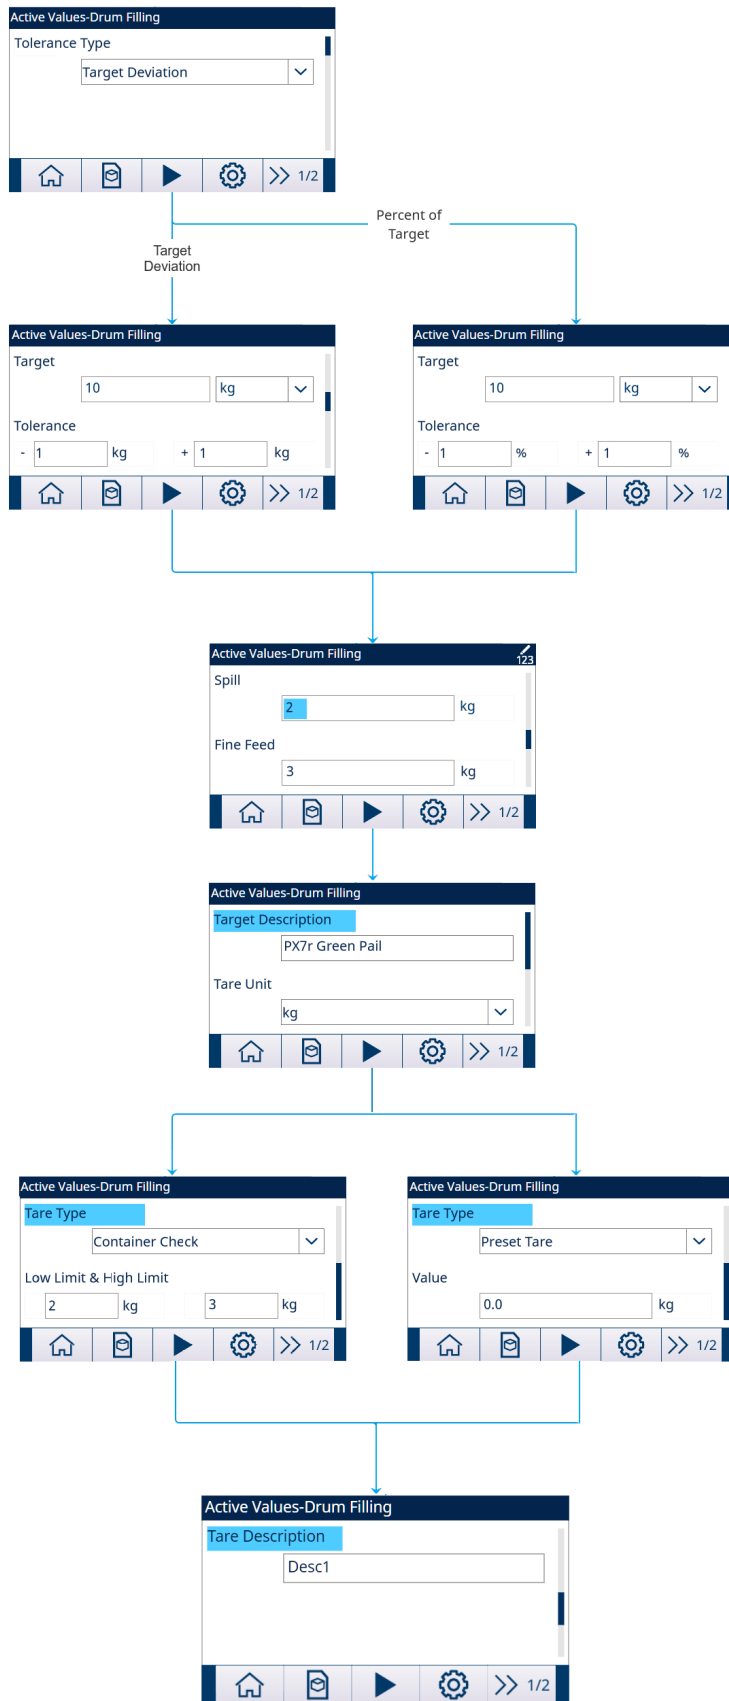 Active Values-Drum Filling
Tolerance Type
Target Deviation
1/2
Percent of
Target
Target
Deviation
Active Values-Drum Filling
Target
10 kg
Tolerance
- 1 kg + 1 kg
1/2
Active Values-Drum Filling
Target
10 kg
Tolerance
- 1 % + 1 %
1/2
Active Values-Drum Filling
123
Spill
2 kg
Fine Feed
3 kg
1/2
Active Values-Drum Filling
Target Description
PX7r Green Pail
Tare Unit
kg
1/2
Active Values-Drum Filling
Tare Type
Container Check
Low Limit & High Limit
2 kg 3 kg
1/2
Active Values-Drum Filling
Tare Type
Preset Tare
Value
0.0 kg
1/2
Active Values-Drum Filling
Tare Description
Desc1
1/2